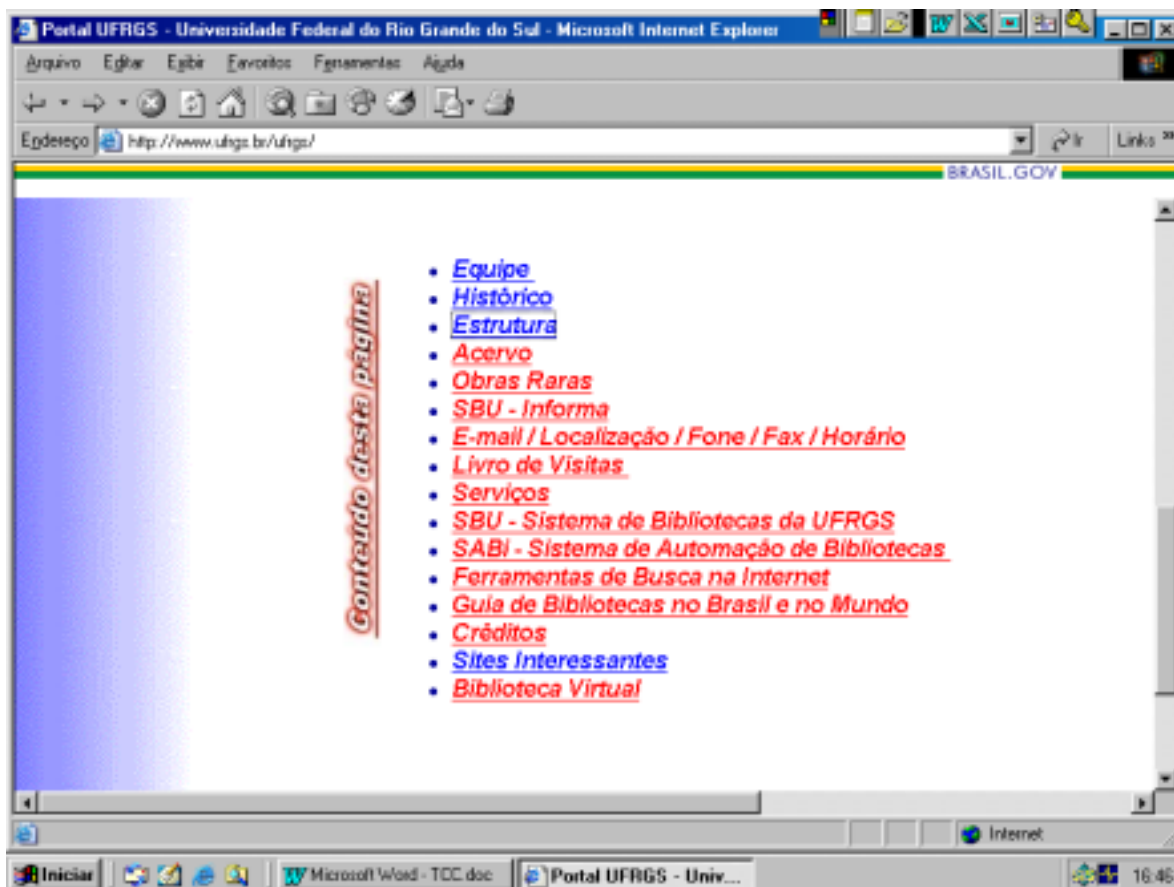 Portal UFRGS - Universidade Federal do Rio Grande do Sul - Microsoft Internet Explorer
Arquivo Editar Exibir Favoritos Ferramentas Ajuda
Endereço http://www.ufrgs.br/ufrgs/ Ir Links »
BRASIL.GOV
Conteúdo desta página
• Equipe
• Histórico
• Estrutura
• Acervo
• Obras Raras
• SBU - Informa
• E-mail / Localização / Fone / Fax / Horário
• Livro de Visitas
• Serviços
• SBU - Sistema de Bibliotecas da UFRGS
• SABi - Sistema de Automação de Bibliotecas
• Ferramentas de Busca na Internet
• Guia de Bibliotecas no Brasil e no Mundo
• Créditos
• Sites Interessantes
• Biblioteca Virtual
Internet
Iniciar Microsoft Word - TCC.doc Portal UFRGS - Univ... 16:46